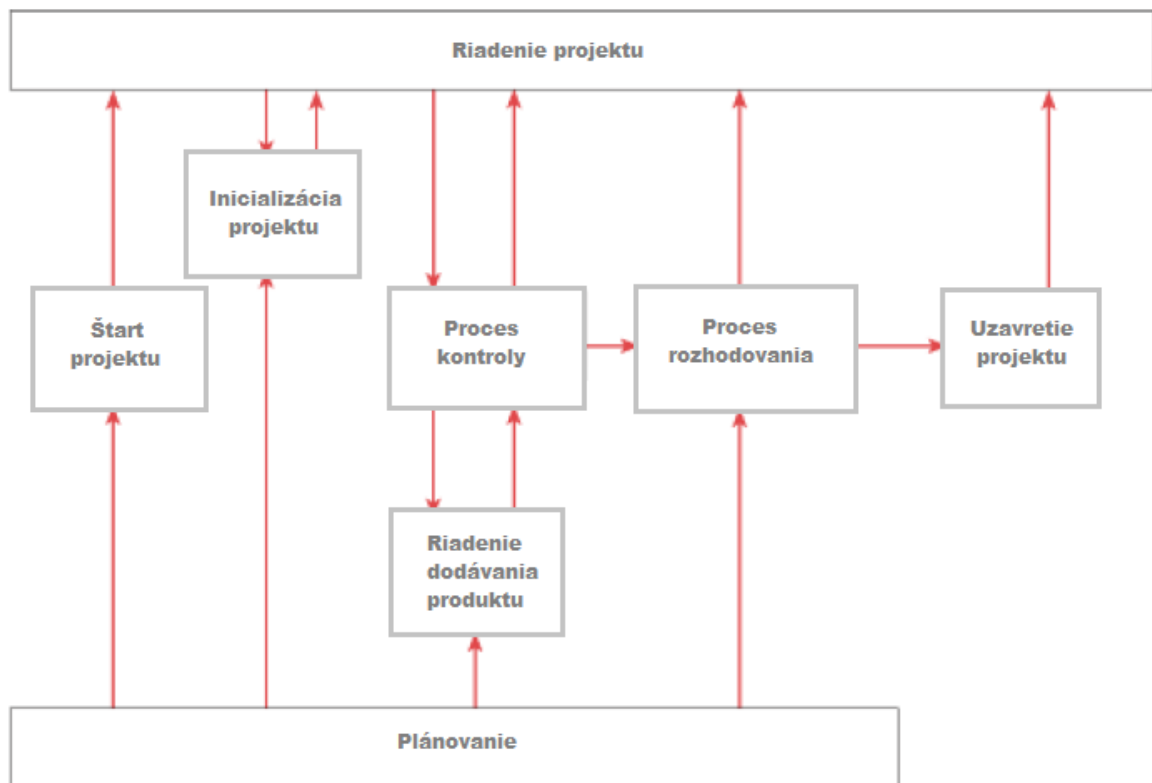 Riadenie projektu
Inicializácia
projektu
Štart
projektu
Proces
kontroly
Proces
rozhodovania
Uzavretie
projektu
Riadenie
dodávania
produktu
Plánovanie